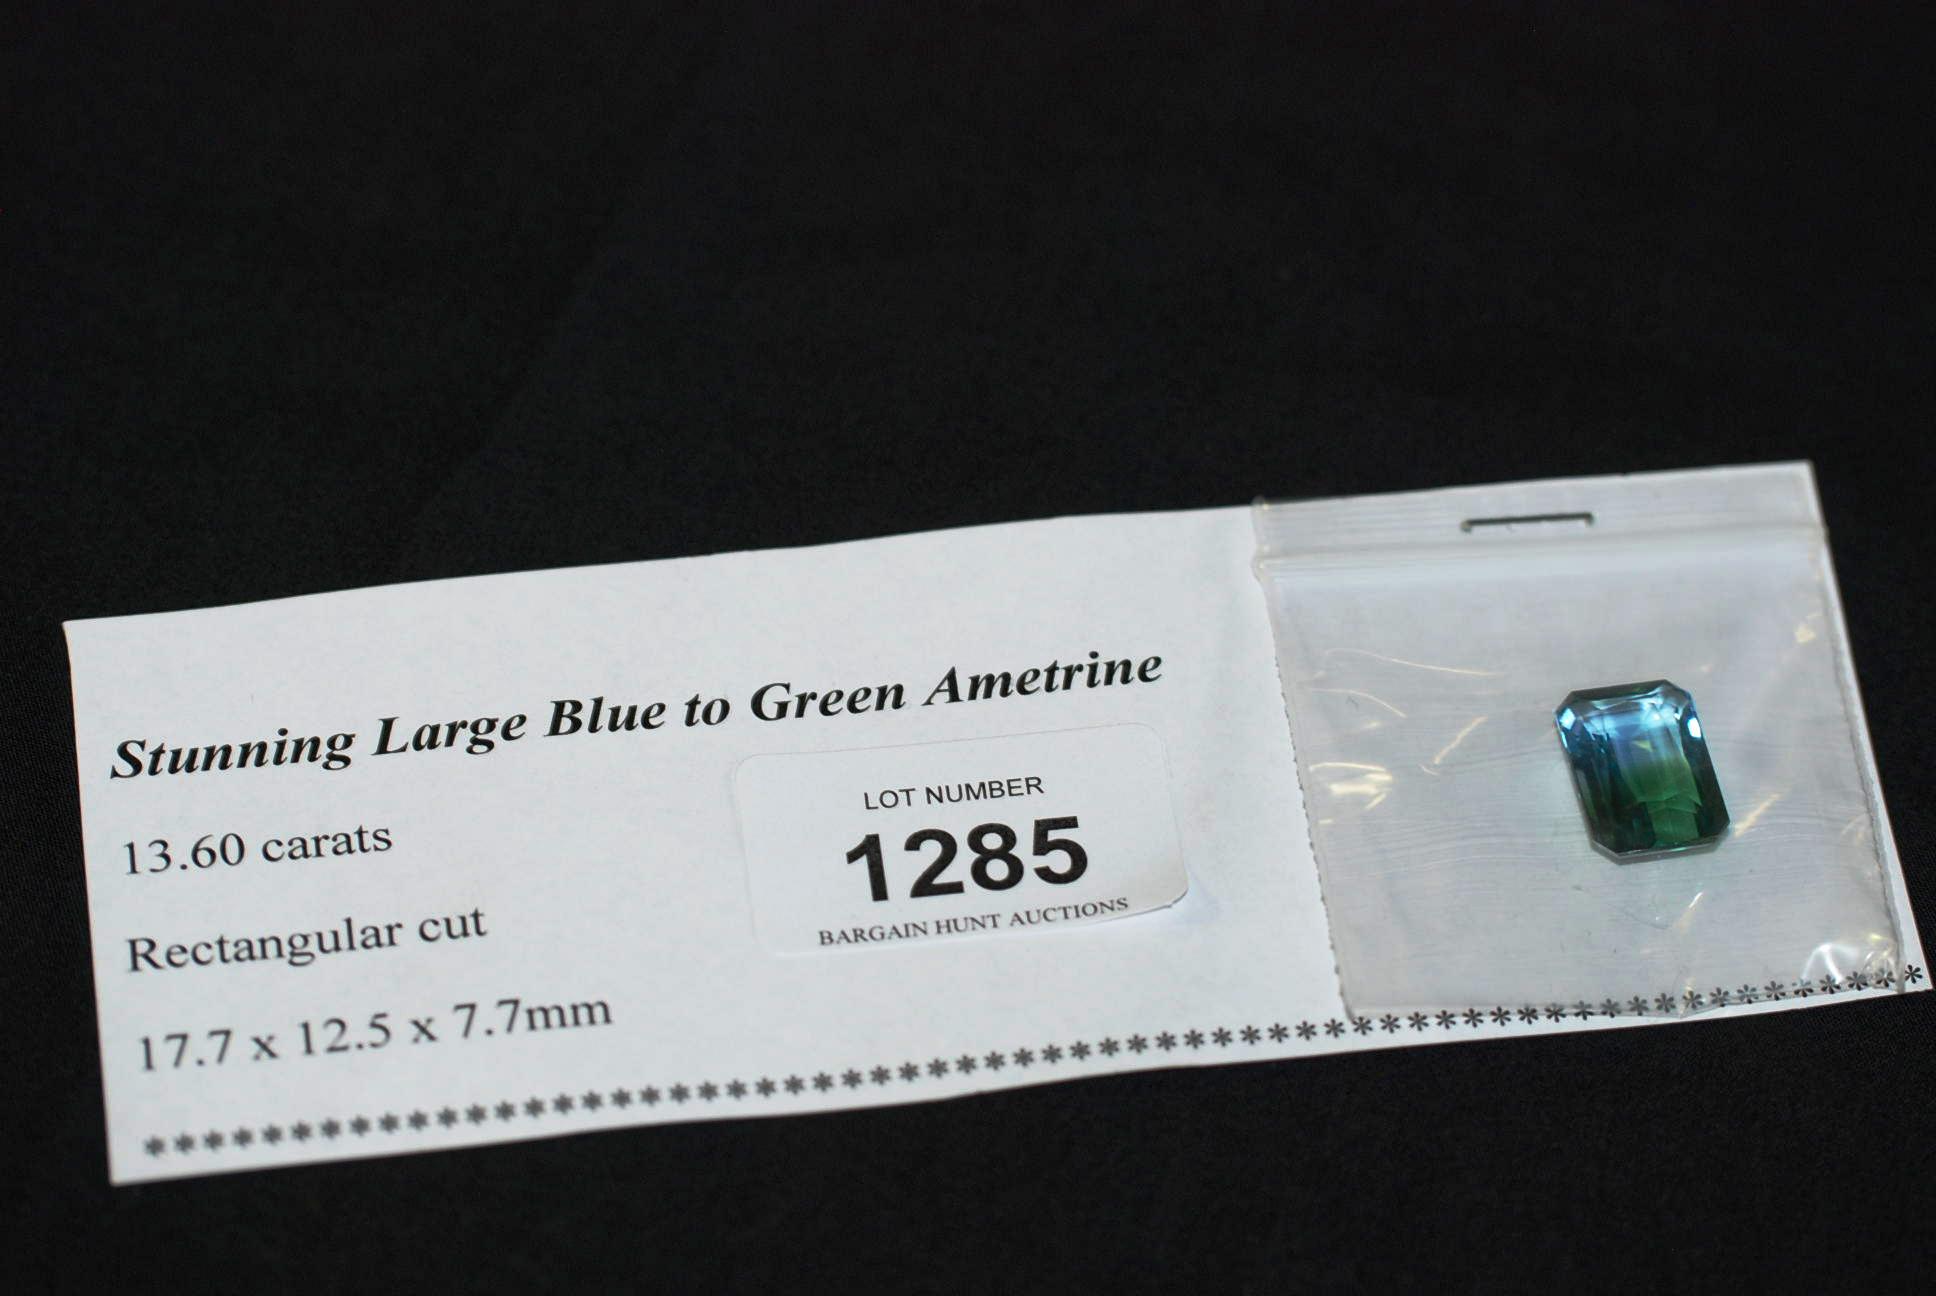 Stunning Large Blue to Green Ametrine
13.60 carats
Rectangular cut
17.7 x 12.5 x 7.7mm
LOT NUMBER
1285
BARGAIN HUNT AUCTIONS